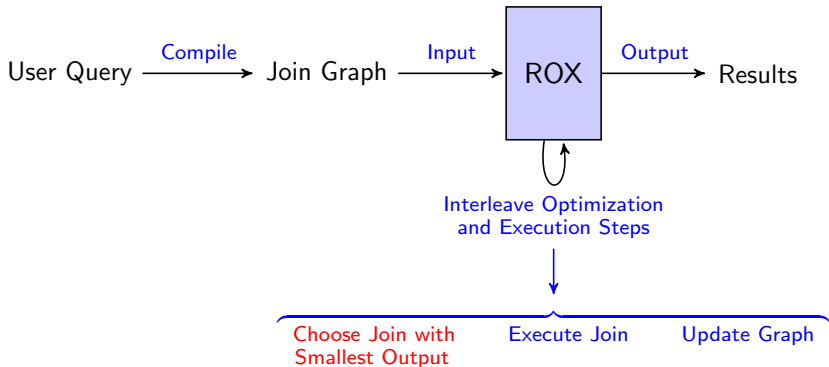 User Query
Compile
Join Graph
Input
ROX
Output
Results
Interleave Optimization
and Execution Steps
Choose Join with
Smallest Output
Execute Join
Update Graph